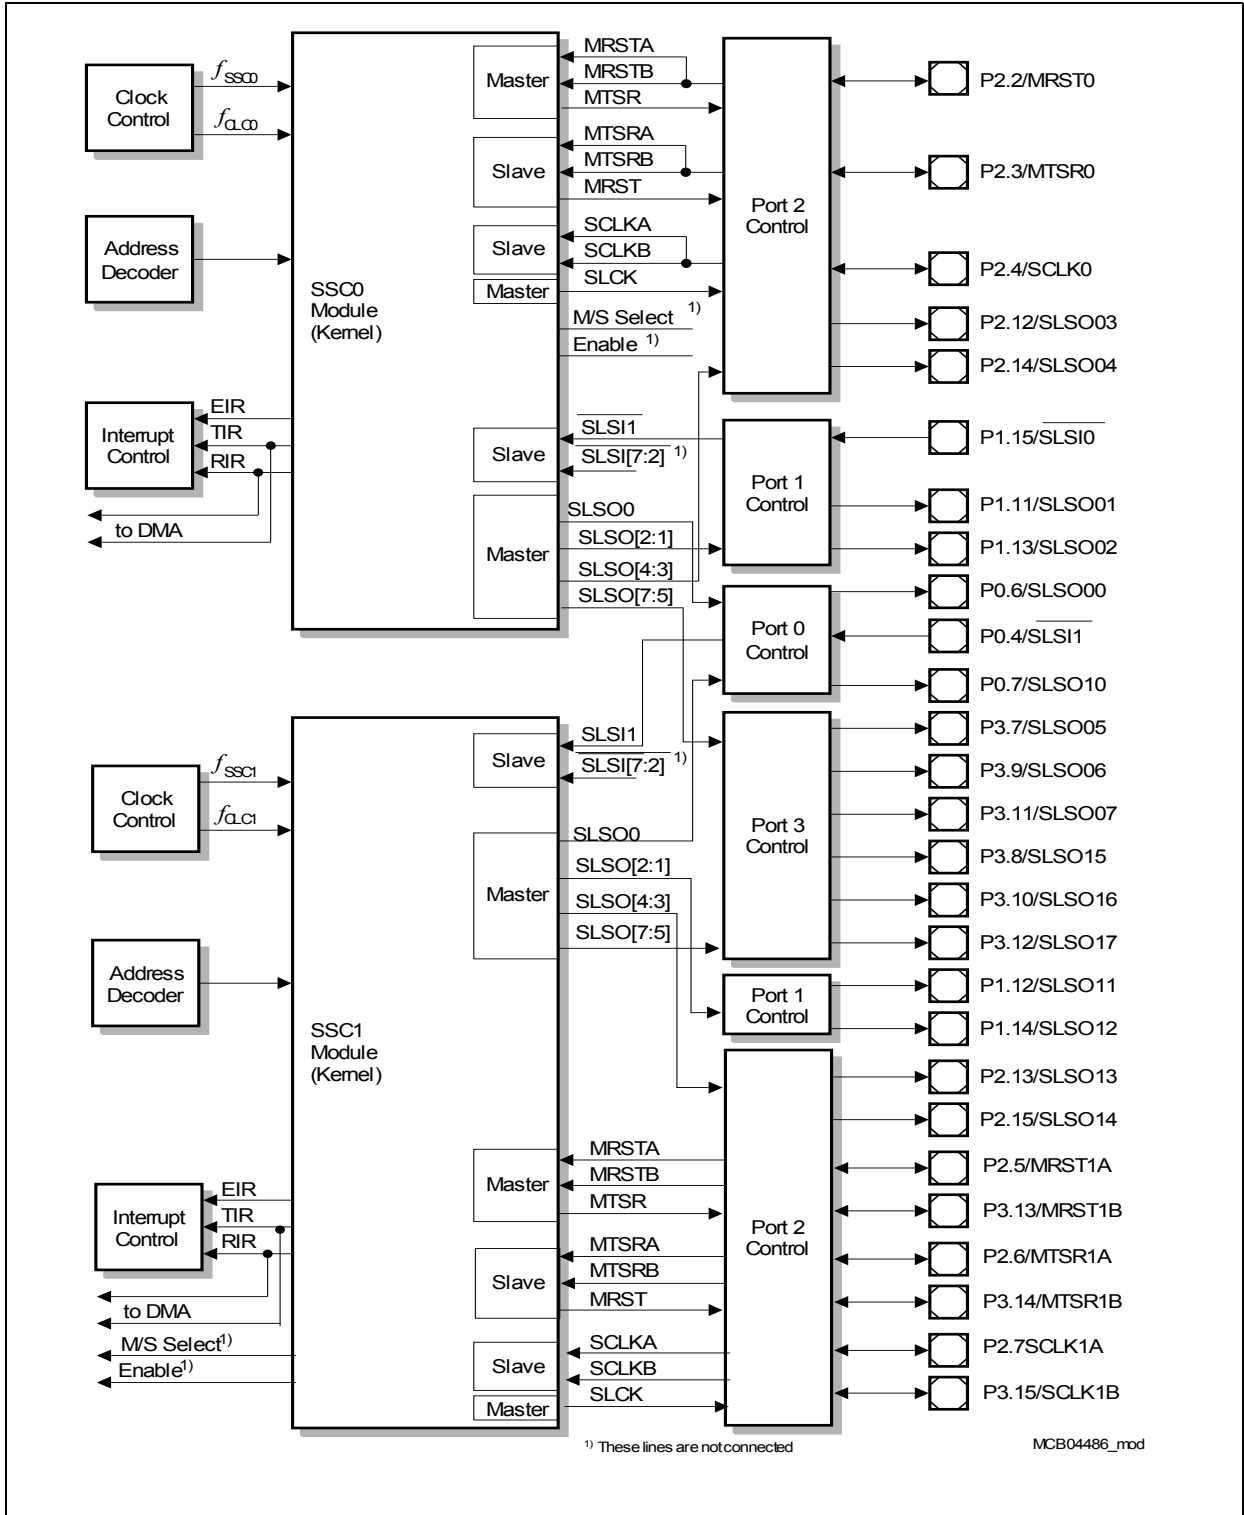 Clock
Control
fSSC0
fCLC0
Address
Decoder
Interrupt
Control
EIR
TIR
RIR
to DMA
SSC0
Module
(Kernel)
Master
MRSTA
MRSTB
MTSR
Slave
MTSRA
MTSRB
MRST
Slave
SCLKA
SCLKB
Master
SLCK
M/S Select 1)
Enable 1)
Slave
SLSI1
SLSI[7:2] 1)
Master
SLSO0
SLSO[2:1]
SLSO[4:3]
SLSO[7:5]
Port 2
Control
Port 1
Control
Port 0
Control
P2.2/MRST0
P2.3/MTSR0
P2.4/SCLK0
P2.12/SLSO03
P2.14/SLSO04
P1.15/SLSI0
P1.11/SLSO01
P1.13/SLSO02
P0.6/SLSO00
P0.4/SLSI1
P0.7/SLSO10
Clock
Control
fSSC1
fCLC1
Address
Decoder
Interrupt
Control
EIR
TIR
RIR
to DMA
M/S Select1)
Enable1)
SSC1
Module
(Kernel)
Slave
SLSI1
SLSI[7:2] 1)
Master
SLSO0
SLSO[2:1]
SLSO[4:3]
SLSO[7:5]
Master
MRSTA
MRSTB
MTSR
Slave
MTSRA
MTSRB
MRST
Slave
SCLKA
SCLKB
Master
SLCK
Port 3
Control
Port 1
Control
Port 2
Control
P3.7/SLSO05
P3.9/SLSO06
P3.11/SLSO07
P3.8/SLSO15
P3.10/SLSO16
P3.12/SLSO17
P1.12/SLSO11
P1.14/SLSO12
P2.13/SLSO13
P2.15/SLSO14
P2.5/MRST1A
P3.13/MRST1B
P2.6/MTSR1A
P3.14/MTSR1B
P2.7SCLK1A
P3.15/SCLK1B
1) These lines are not connected
MCB04486_mod